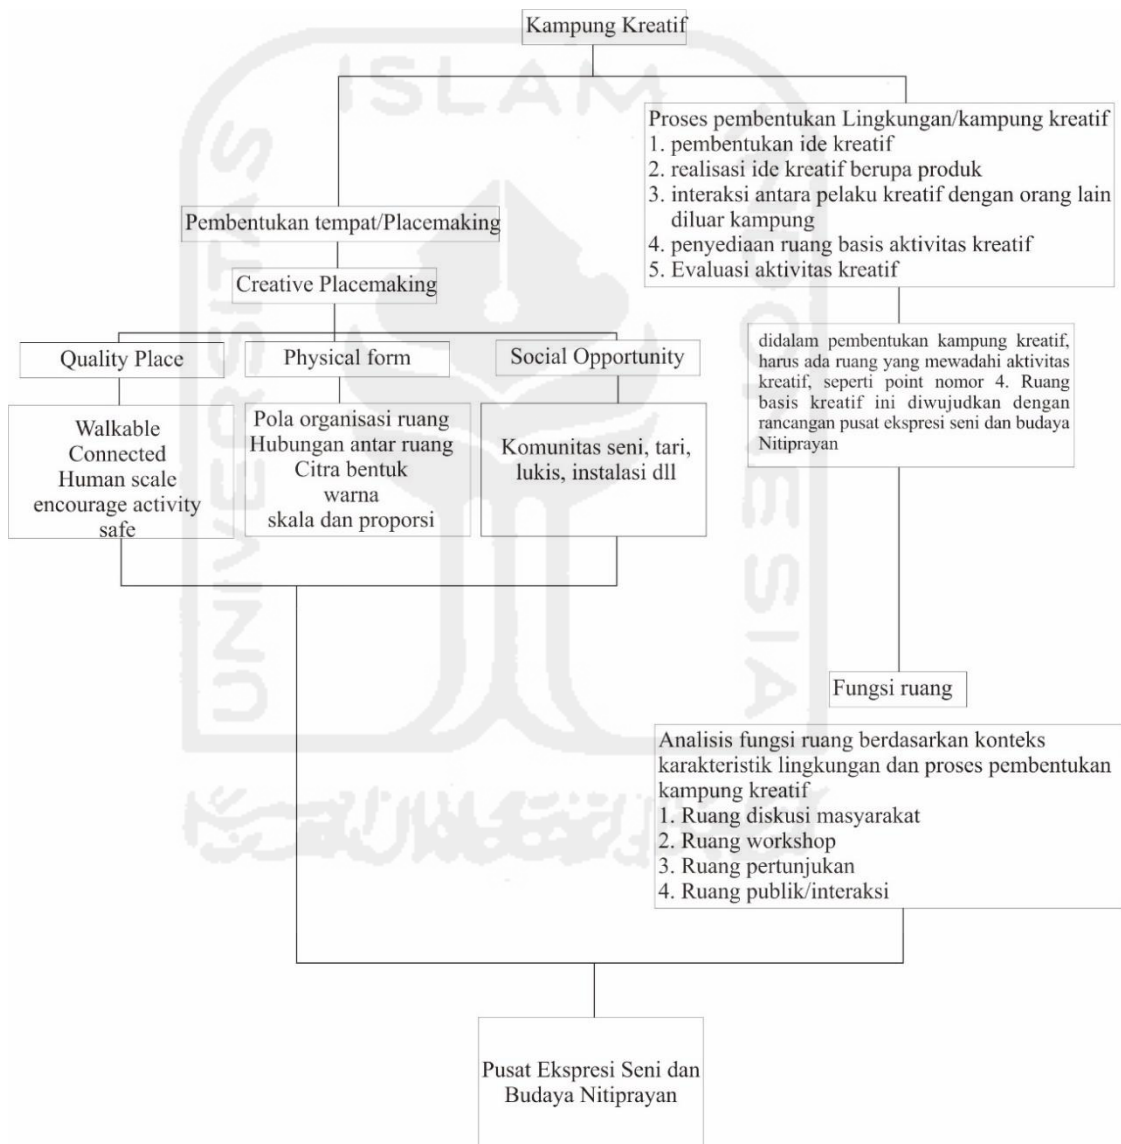 Kampung Kreatif
Proses pembentukan Lingkungan/kampung kreatif
1. pembentukan ide kreatif
2. realisasi ide kreatif berupa produk
3. interaksi antara pelaku kreatif dengan orang lain
diluar kampung
4. penyediaan ruang basis aktivitas kreatif
5. Evaluasi aktivitas kreatif
Pembentukan tempat/Placemaking
Creative Placemaking
Quality Place
Physical form
Social Opportunity
didalam pembentukan kampung kreatif,
harus ada ruang yang mewadahi aktivitas
kreatif, seperti point nomor 4. Ruang
basis kreatif ini diwujudkan dengan
rancangan pusat ekspresi seni dan budaya
Nitiprayan
Walkable
Connected
Human scale
encourage activity
safe
Pola organisasi ruang
Hubungan antar ruang
Citra bentuk
warna
skala dan proporsi
Komunitas seni, tari,
lukis, instalasi dll
Fungsi ruang
Analisis fungsi ruang berdasarkan konteks
karakteristik lingkungan dan proses pembentukan
kampung kreatif
1. Ruang diskusi masyarakat
2. Ruang workshop
3. Ruang pertunjukan
4. Ruang publik/interaksi
Pusat Ekspresi Seni dan
Budaya Nitiprayan
UNIVERSITAS
ISLAM
INDONESIA